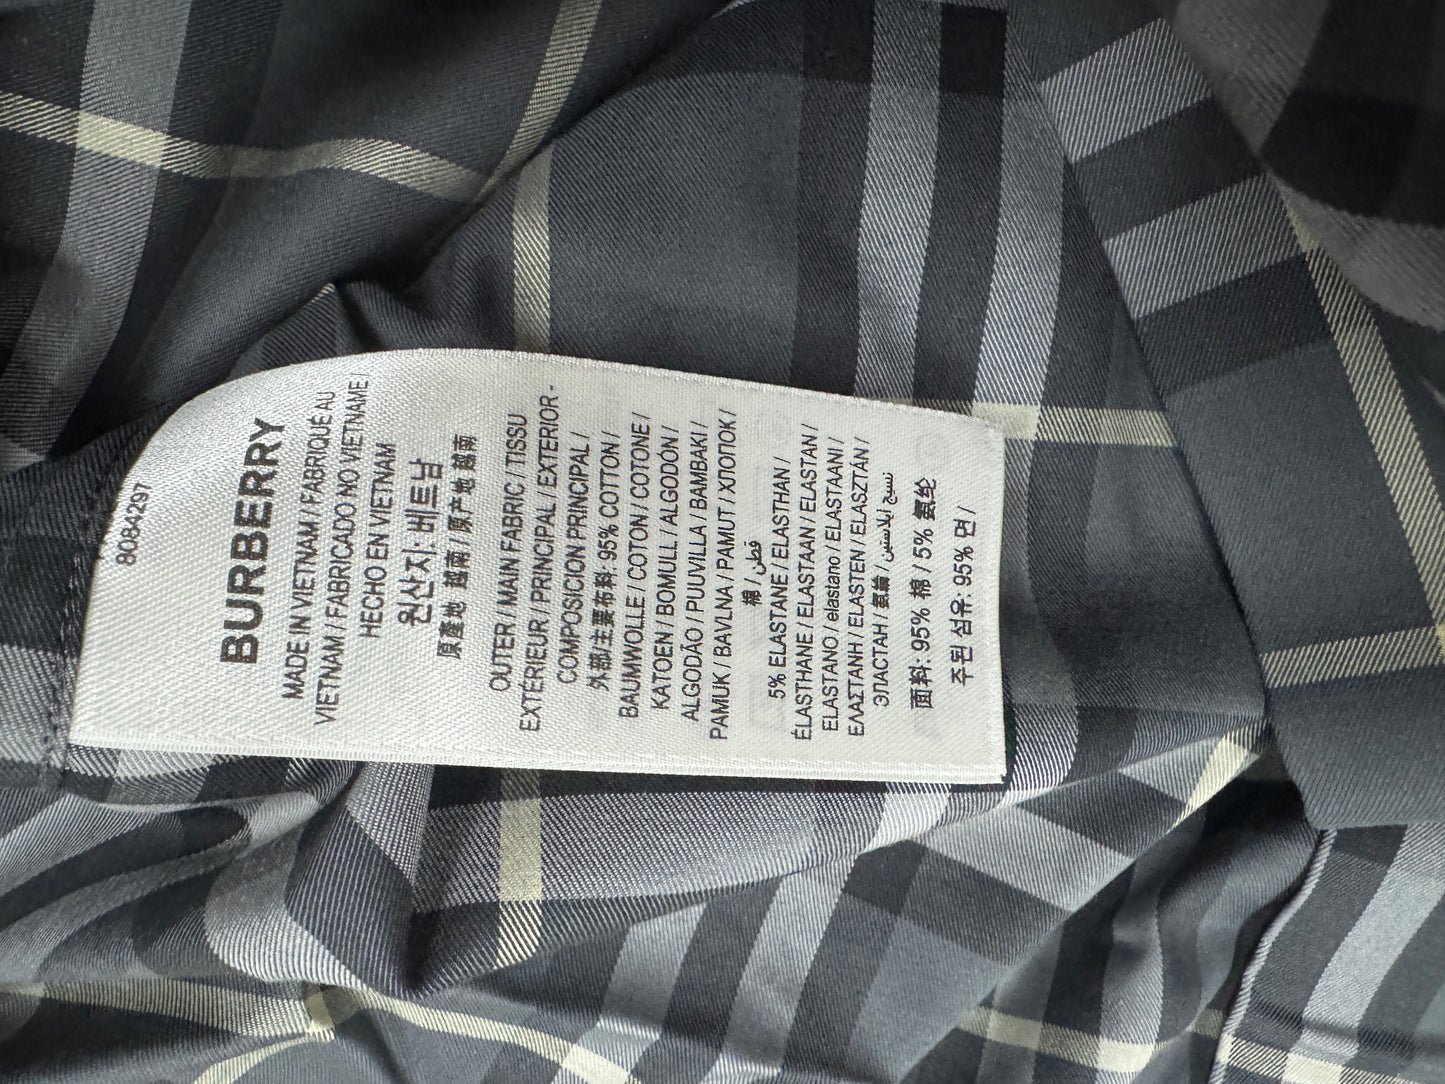 8084297
BURBERRY
MADE IN VIETNAM / FABRIQUÉ AU
VIETNAM / FABRICADO NO VIETNAME /
HECHO EN VIETNAM
원산지: 베트남
原產地 越南 / 原产地 越南
OUTER / MAIN FABRIC / TISSU
EXTÉRIEUR / PRINCIPAL / EXTERIOR -
COMPOSICION PRINCIPAL /
外部/主要布料: 95% COTTON /
BAUMWOLLE / COTON / COTONE /
KATOEN / BOMULL / ALGODÓN /
ALGODÃO / PUUVILLA / BAMBAKI /
PAMUK / BAVLNA / PAMUT / ХЛОПОК /
棉 / قطن /
5% ELASTANE / ELASTHAN /
ÉLASTHANE / ELASTAAN / ELASTAN /
ELASTANO / elastano / ELASTAANI /
ΕΛΑΣΤΑΝΗ / ELASTEN / ELASZTÁN /
ЭЛАСТАН / 氨綸 / نسيج ايلاستين /
面料: 95% 棉 / 5% 氨纶
주된 섬유: 95% 면 /